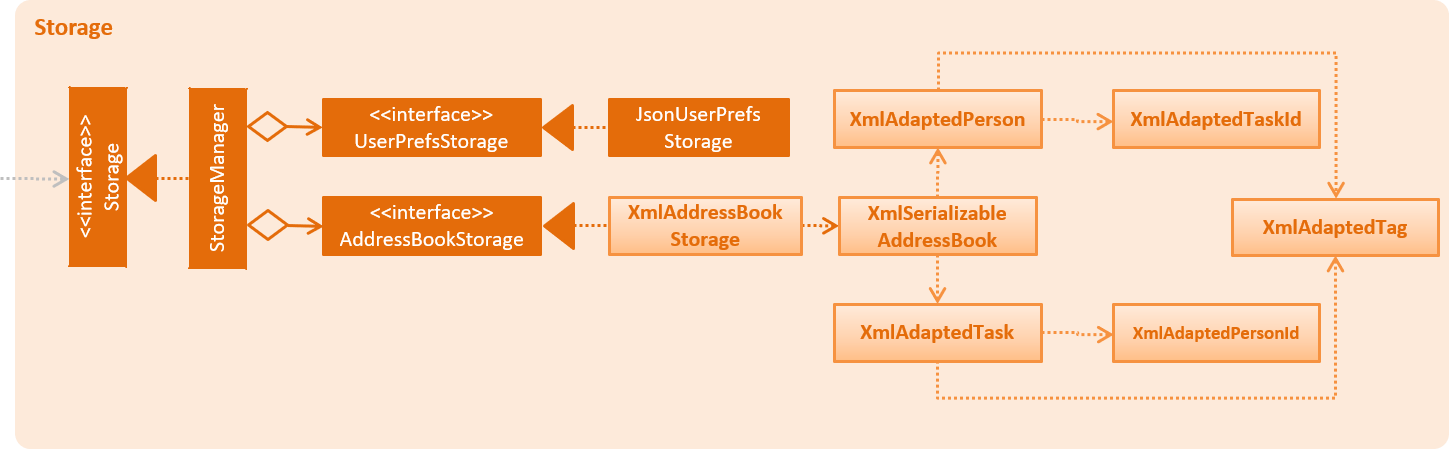 Storage
<<interface>>
Storage
StorageManager
<<interface>>
UserPrefsStorage
JsonUserPrefs
Storage
<<interface>>
AddressBookStorage
XmlAddressBook
Storage
XmlSerializable
AddressBook
XmlAdaptedPerson
XmlAdaptedTaskId
XmlAdaptedTag
XmlAdaptedTask
XmlAdaptedPersonId